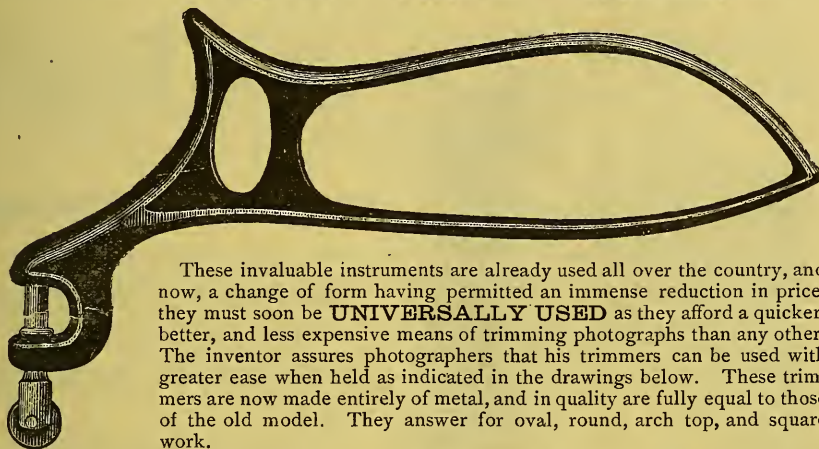 These invaluable instruments are already used all over the country, and
now, a change of form having permitted an immense reduction in price,
they must soon be UNIVERSALLY USED as they afford a quicker,
better, and less expensive means of trimming photographs than any other.
The inventor assures photographers that his trimmers can be used with
greater ease when held as indicated in the drawings below. These trim-
mers are now made entirely of metal, and in quality are fully equal to those
of the old model. They answer for oval, round, arch top, and square
work.